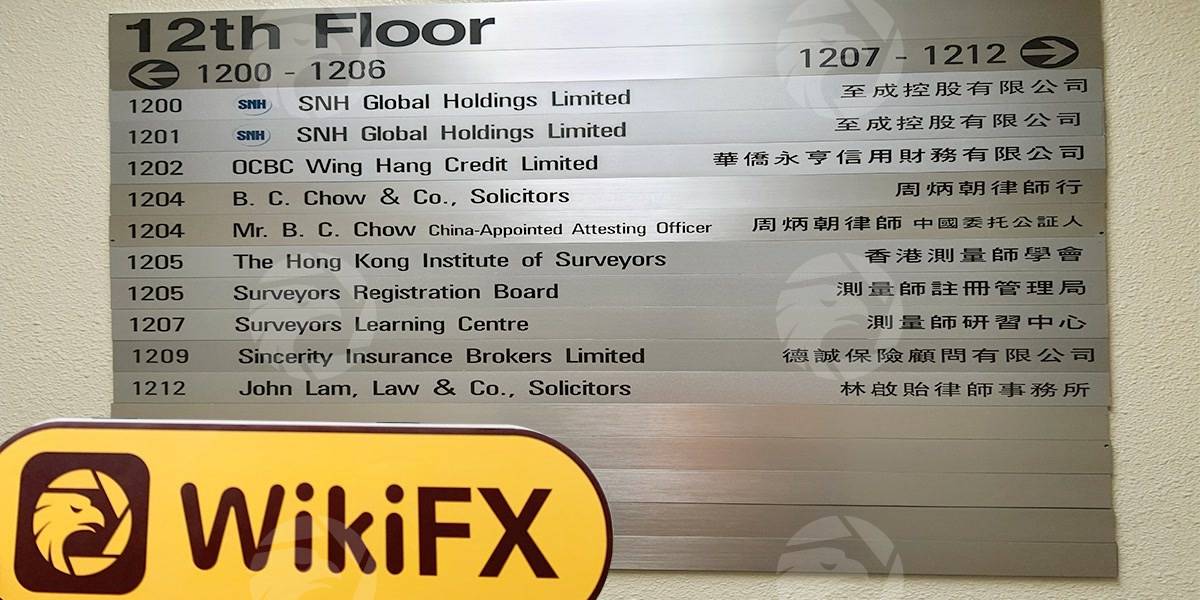 12th Floor
← 1200 - 1206 1207 - 1212 →
1200 SNH SNH Global Holdings Limited 至成控股有限公司
1201 SNH SNH Global Holdings Limited 至成控股有限公司
1202 OCBC Wing Hang Credit Limited 華僑永亨信用財務有限公司
1204 B. C. Chow & Co., Solicitors 周炳朝律師行
1204 Mr. B. C. Chow China-Appointed Attesting Officer 周炳朝律師 中國委托公証人
1205 The Hong Kong Institute of Surveyors 香港測量師學會
1205 Surveyors Registration Board 測量師註冊管理局
1207 Surveyors Learning Centre 測量師研習中心
1209 Sincerity Insurance Brokers Limited 德誠保險顧問有限公司
1212 John Lam, Law & Co., Solicitors 林啟貽律師事務所
WikiFX